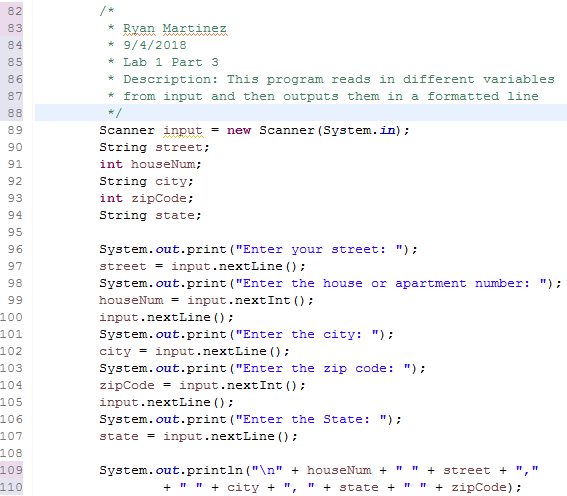 82 /*
83 * Ryan Martinez
84 * 9/4/2018
85 * Lab 1 Part 3
86 * Description: This program reads in different variables
87 * from input and then outputs them in a formatted line
88 */
89 Scanner input = new Scanner(System.in);
90 String street;
91 int houseNum;
92 String city;
93 int zipCode;
94 String state;
95
96 System.out.print("Enter your street: ");
97 street = input.nextLine();
98 System.out.print("Enter the house or apartment number: ");
99 houseNum = input.nextInt();
100 input.nextLine();
101 System.out.print("Enter the city: ");
102 city = input.nextLine();
103 System.out.print("Enter the zip code: ");
104 zipCode = input.nextInt();
105 input.nextLine();
106 System.out.print("Enter the State: ");
107 state = input.nextLine();
108
109 System.out.println("\n" + houseNum + " " + street + ","
110 + " " + city + ", " + state + " " + zipCode);